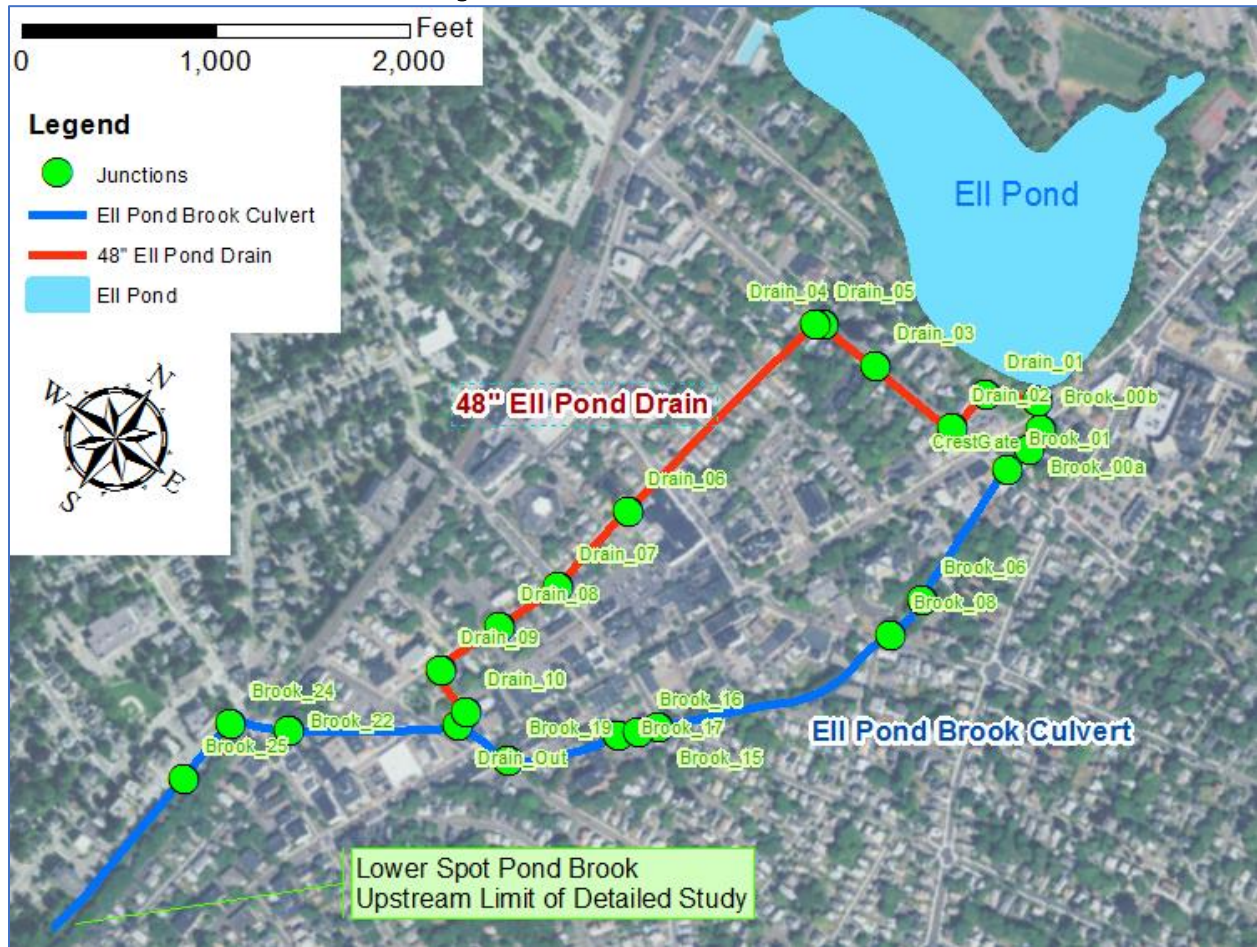 Feet
0 1,000 2,000
Legend
Junctions
Ell Pond Brook Culvert
48" Ell Pond Drain
Ell Pond
N
W
E
S
Ell Pond
Drain_04
Drain_05
Drain_03
Drain_01
Drain_02
Brook_00b
CrestGate
Brook_01
Brook_00a
48" Ell Pond Drain
Drain_06
Drain_07
Drain_08
Drain_09
Drain_10
Brook_06
Brook_08
Brook_16
Brook_19
Brook_17
Brook_15
Drain_Out
Brook_24
Brook_22
Brook_25
Ell Pond Brook Culvert
Lower Spot Pond Brook
Upstream Limit of Detailed Study